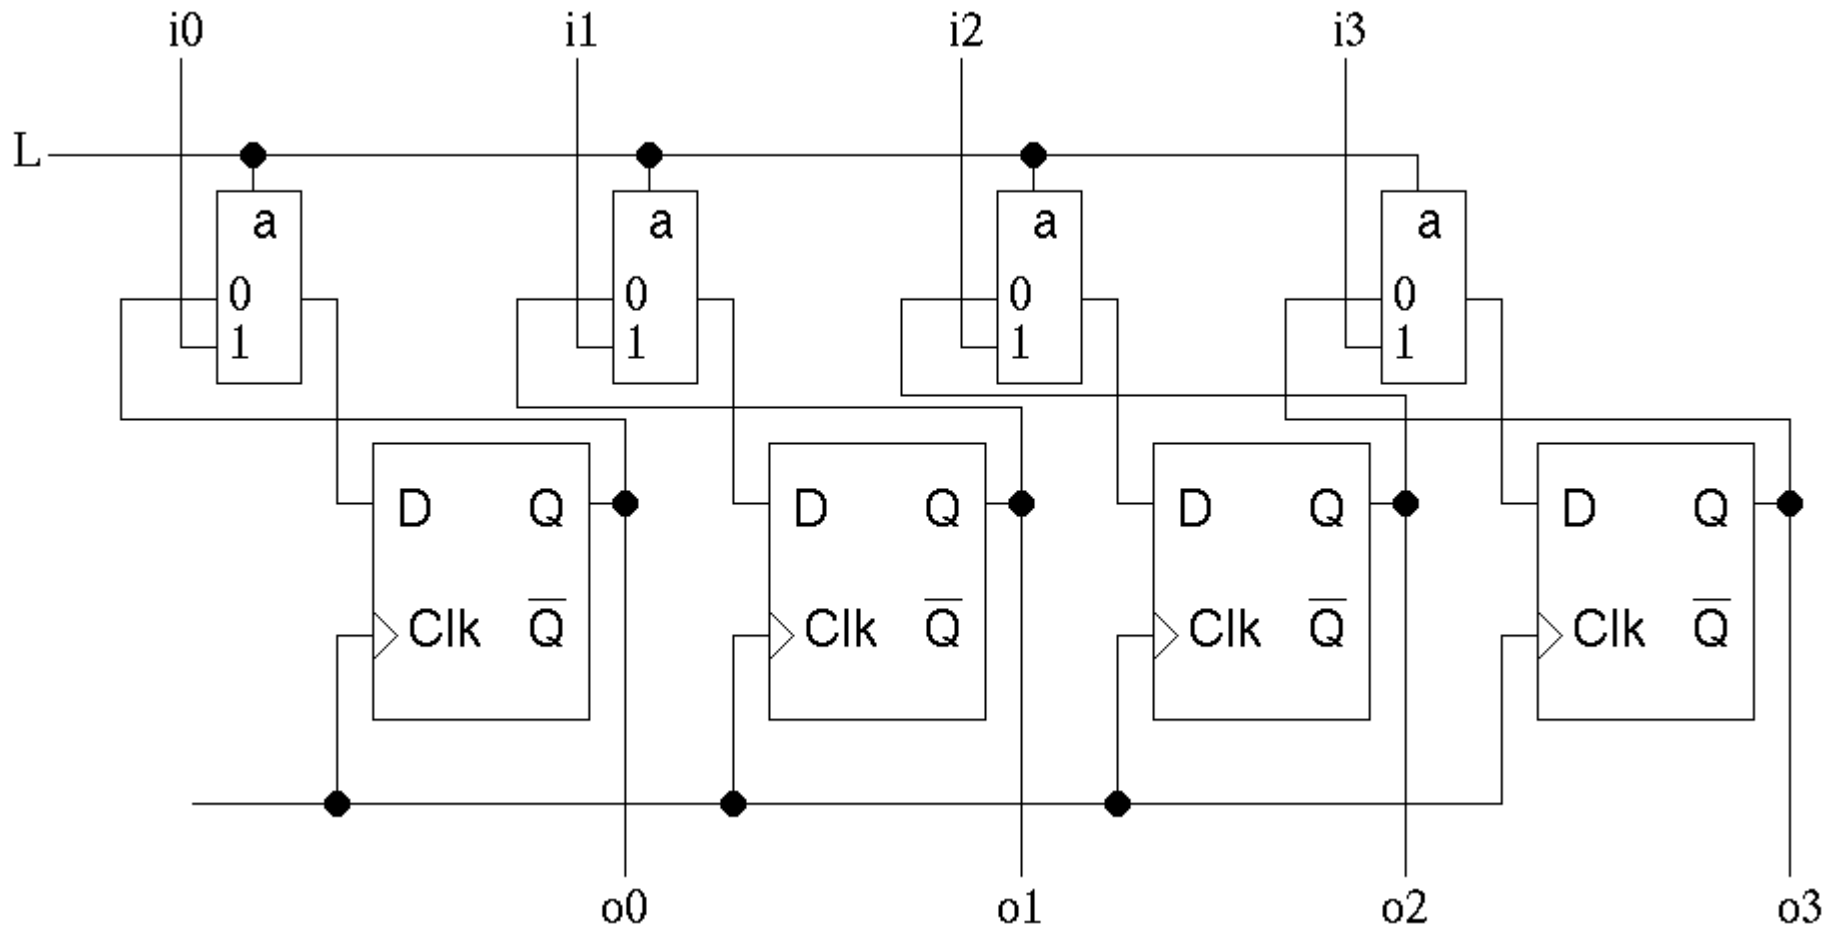 i0 i1 i2 i3
L
a a a a
0 0 0 0
1 1 1 1
D Q D Q D Q D Q
Clk Q̅ Clk Q̅ Clk Q̅ Clk Q̅
o0 o1 o2 o3